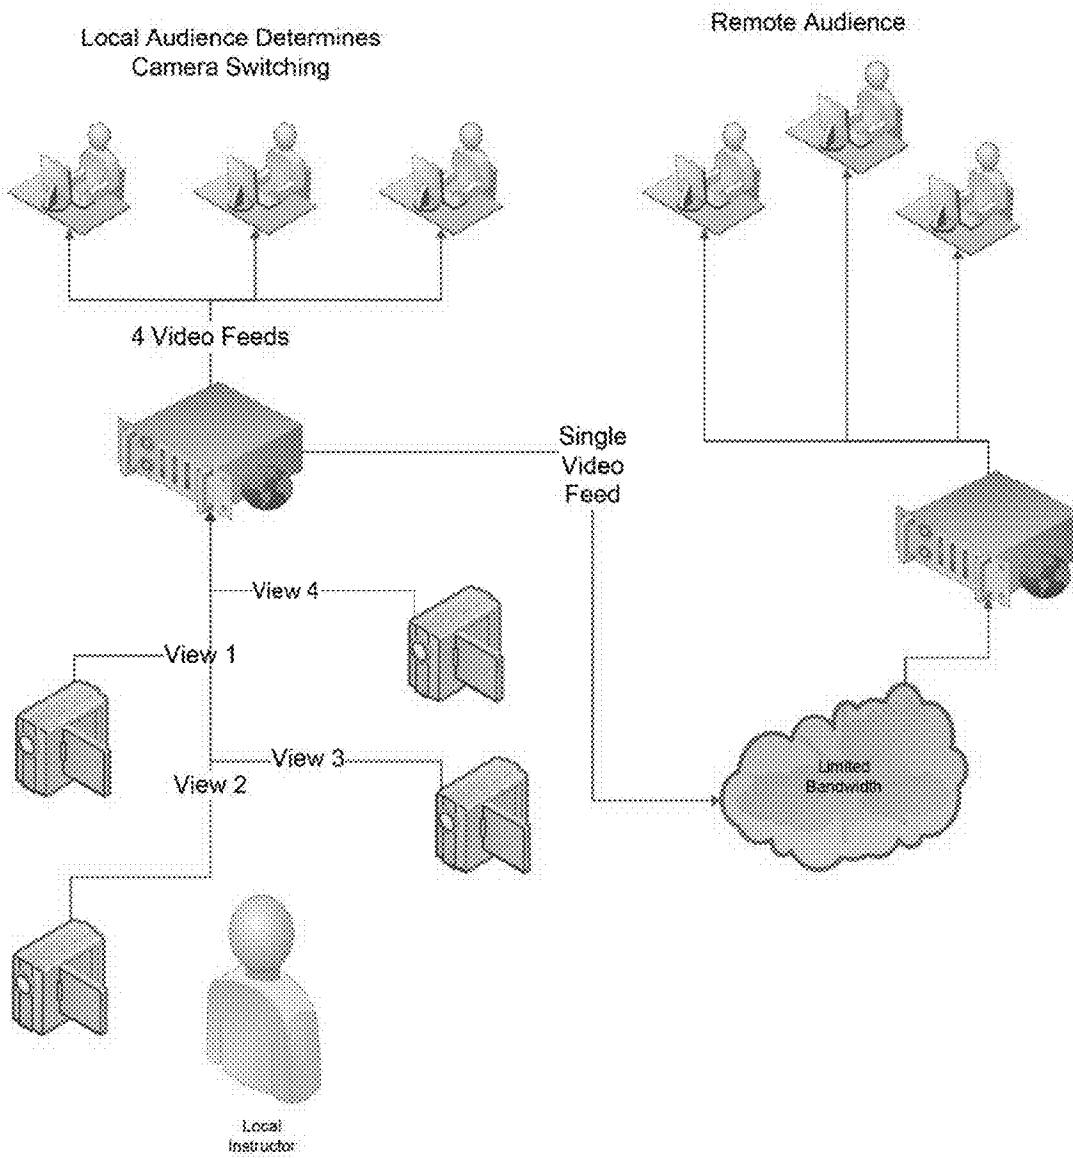 Local Audience Determines
Camera Switching
Remote Audience
4 Video Feeds
Single
Video
Feed
View 4
View 1
View 3
View 2
Limited
Bandwidth
Local
Instructor